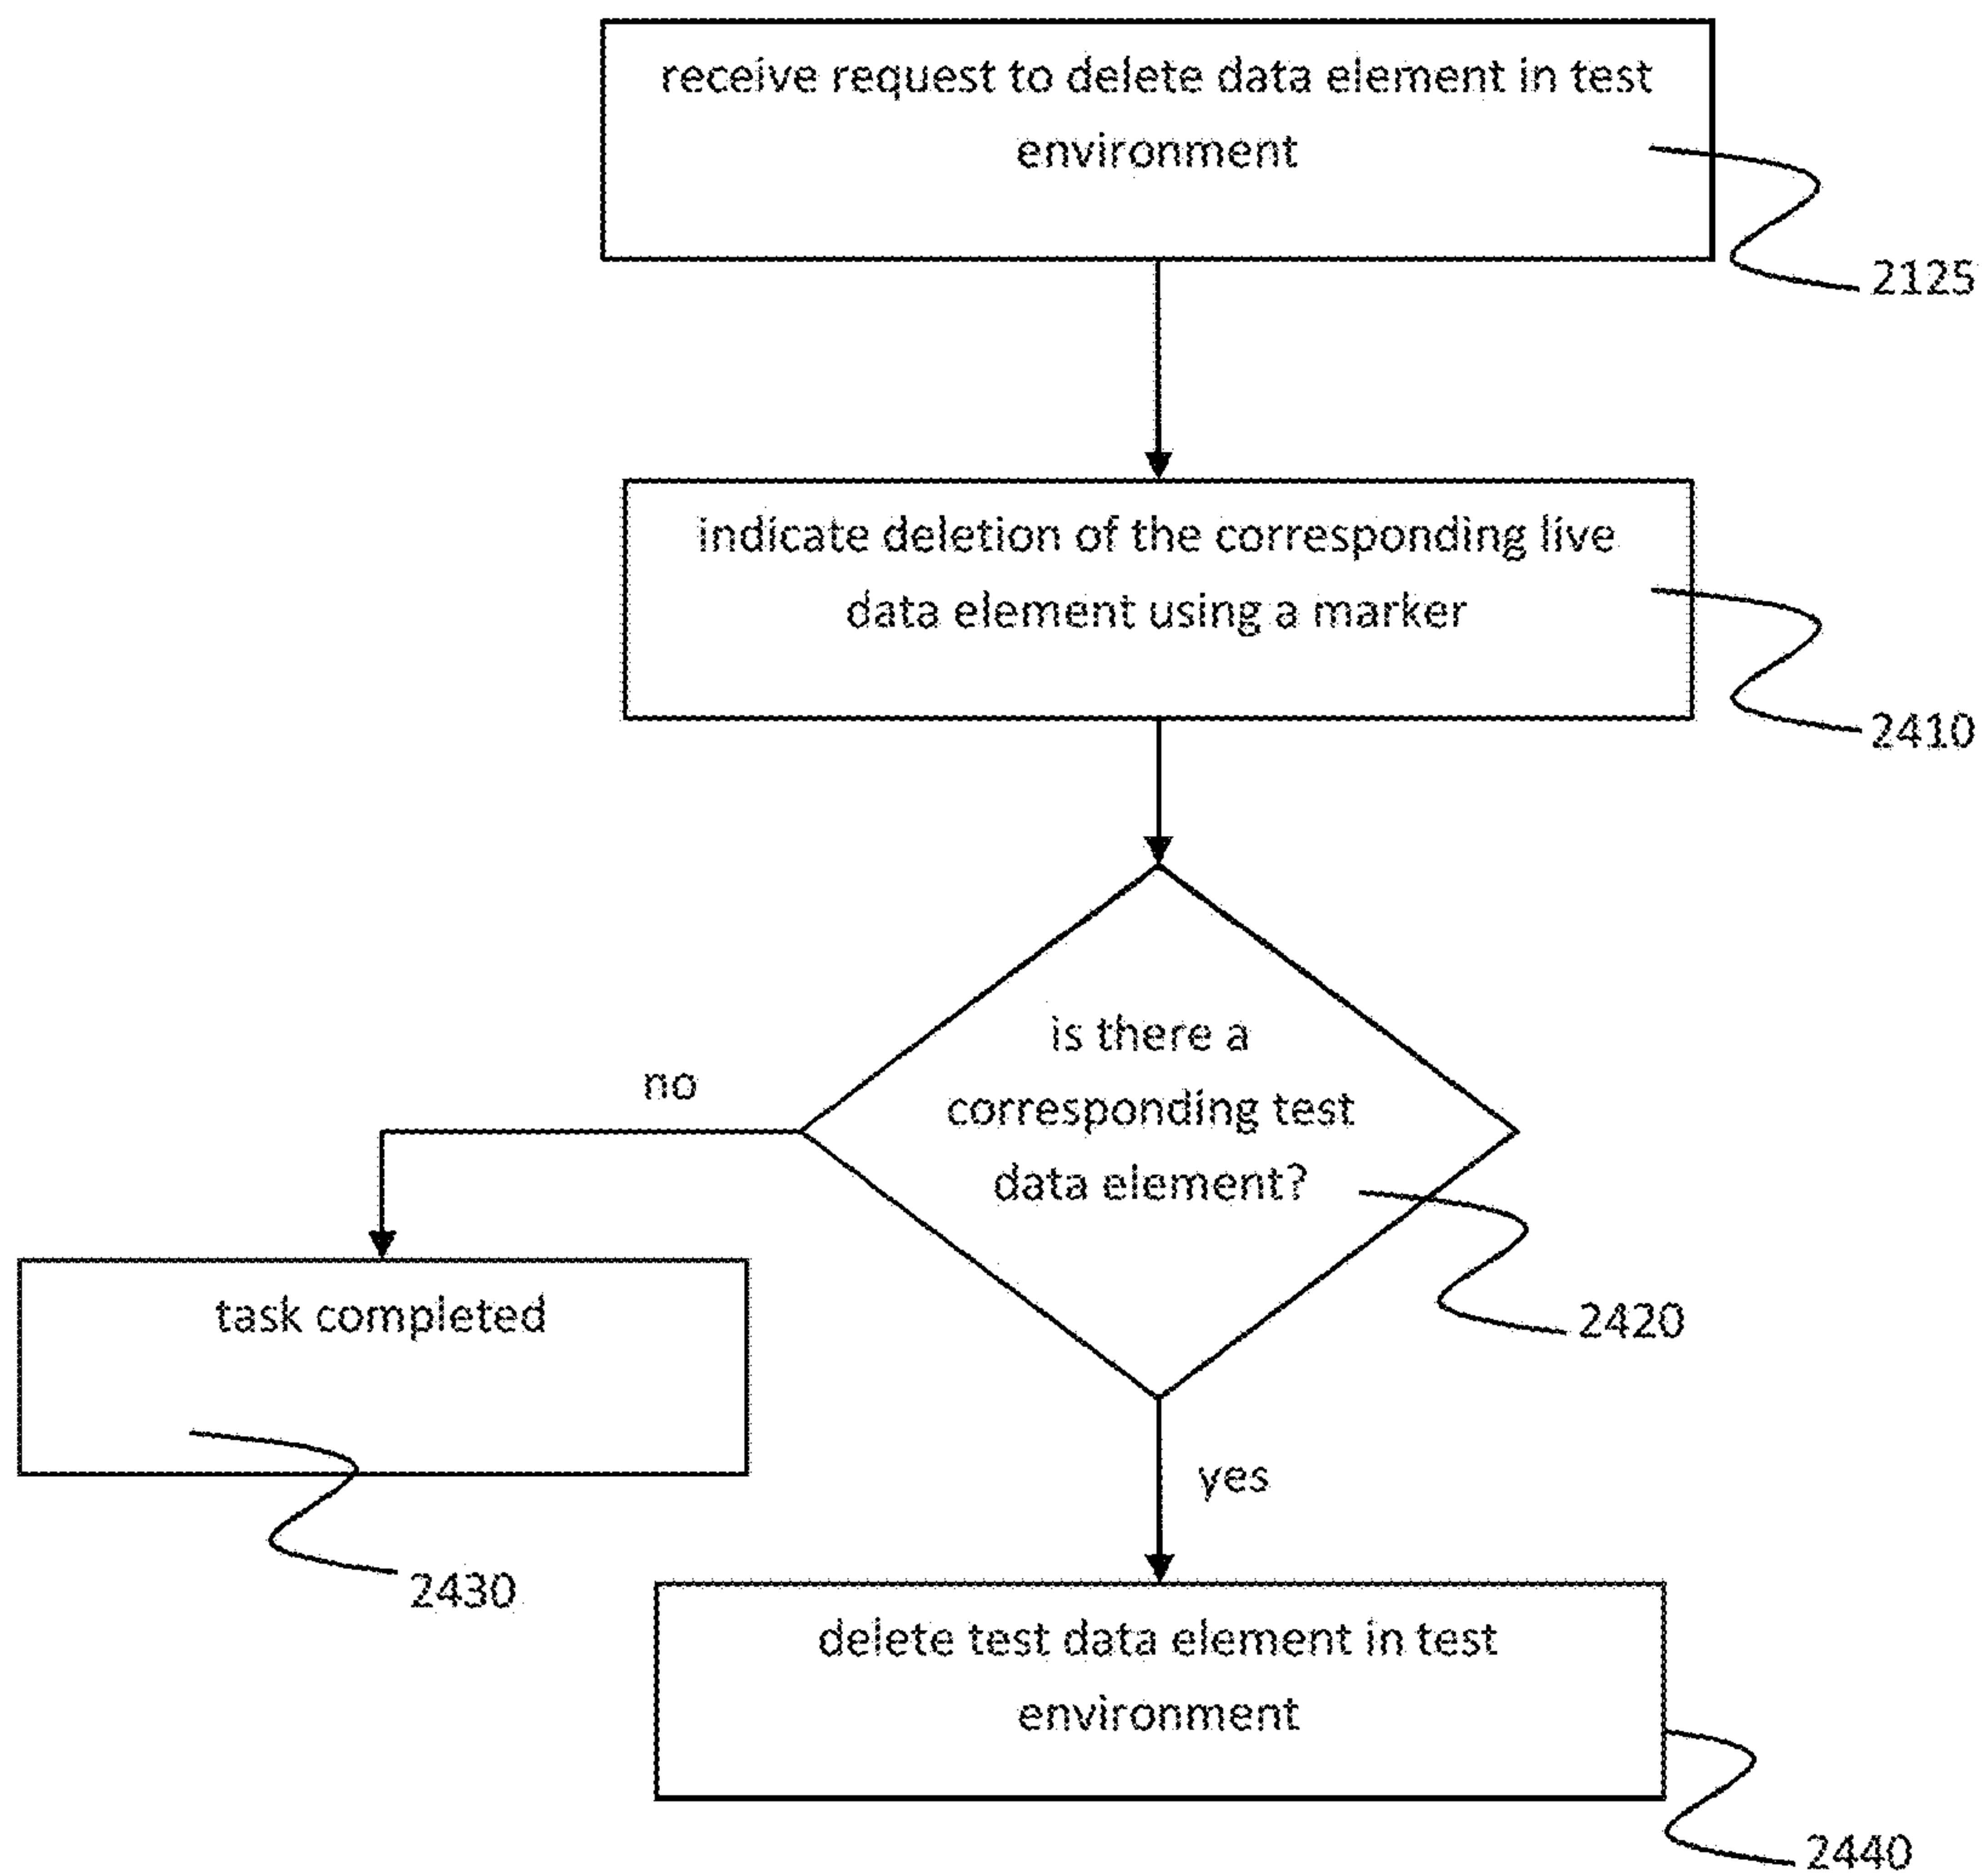 receive request to delete data element in test
environment
2125
indicate deletion of the corresponding live
data element using a marker
2410
is there a
corresponding test
data element?
no
2420
task completed
2430
yes
delete test data element in test
environment
2440